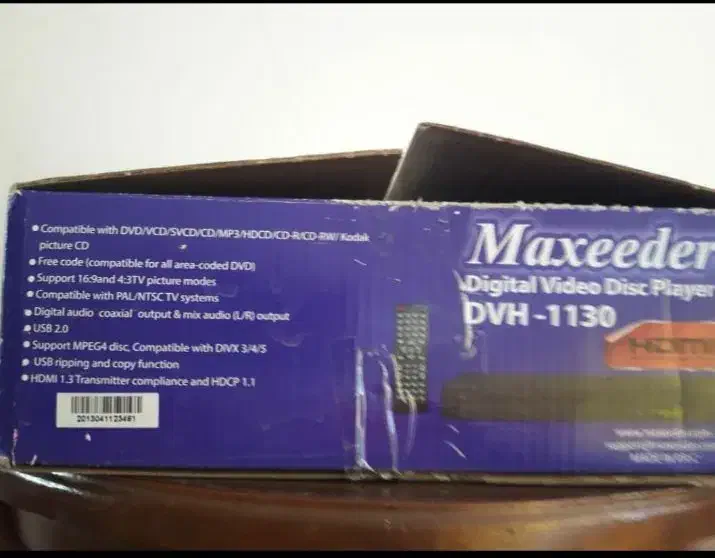 • Compatible with DVD/VCD/SVCD/CD/MP3/HDCD/CD-R/CD-RW/ Kodak
picture CD
• Free code (compatible for all area-coded DVD)
• Support 16:9and 4:3TV picture modes
• Compatible with PAL/NTSC TV systems
• Digital audio coaxial output & mix audio (L/R) output
• USB 2.0
• Support MPEG4 disc, Compatible with DIVX 3/4/5
• USB ripping and copy function
• HDMI 1.3 Transmitter compliance and HDCP 1.1
2013041123461
Maxeeder
Digital Video Disc Player
DVH -1130
HDMI